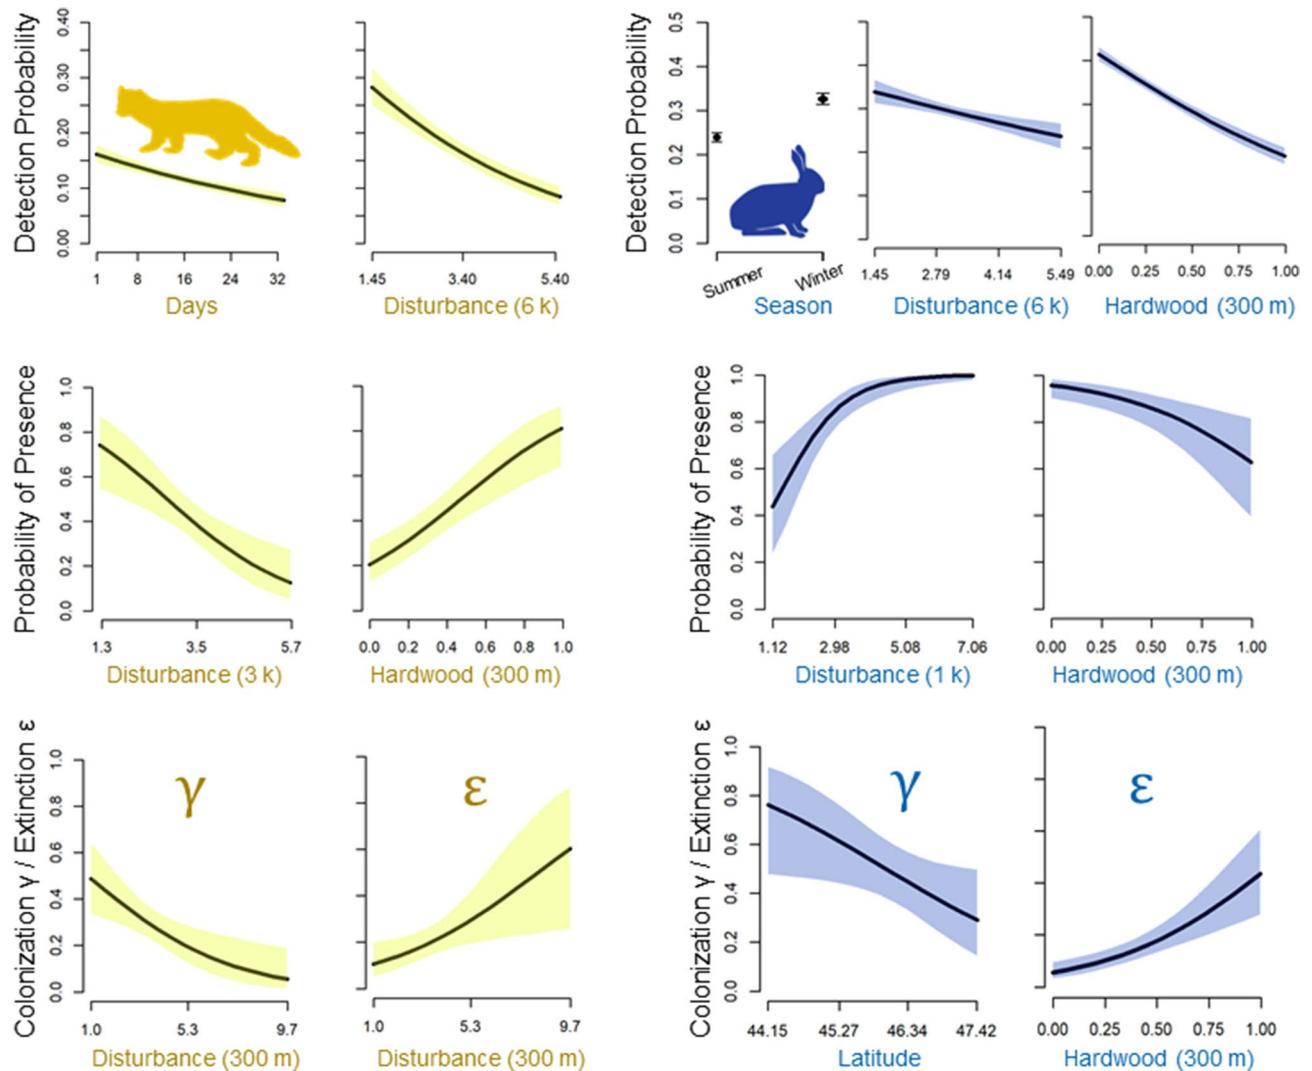 Detection Probability
0.40
0.30
0.20
0.10
0.00
1 8 16 24 32
Days
1.45 3.40 5.40
Disturbance (6 k)
Detection Probability
0.5
0.4
0.3
0.2
0.1
0.0
Summer Winter
Season
1.45 2.79 4.14 5.49
Disturbance (6 k)
0.00 0.25 0.50 0.75 1.00
Hardwood (300 m)
Probability of Presence
1.0
0.8
0.6
0.4
0.2
0.0
1.3 3.5 5.7
Disturbance (3 k)
0.0 0.2 0.4 0.6 0.8 1.0
Hardwood (300 m)
Probability of Presence
1.0
0.8
0.6
0.4
0.2
0.0
1.12 2.98 5.08 7.06
Disturbance (1 k)
0.00 0.25 0.50 0.75 1.00
Hardwood (300 m)
Colonization γ / Extinction ε
1.0
0.8
0.6
0.4
0.2
0.0
γ
1.0 5.3 9.7
Disturbance (300 m)
ε
1.0 5.3 9.7
Disturbance (300 m)
Colonization γ / Extinction ε
1.0
0.8
0.6
0.4
0.2
0.0
γ
44.15 45.27 46.34 47.42
Latitude
ε
0.00 0.25 0.50 0.75 1.00
Hardwood (300 m)